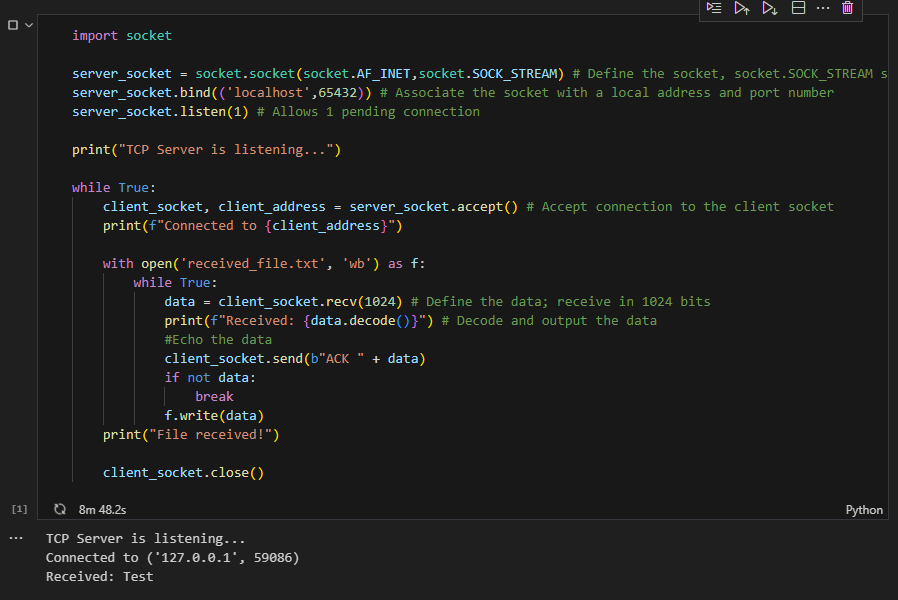 import socket
server_socket = socket.socket(socket.AF_INET,socket.SOCK_STREAM) # Define the socket, socket.SOCK_STREAM s
server_socket.bind(('localhost',65432)) # Associate the socket with a local address and port number
server_socket.listen(1) # Allows 1 pending connection
print("TCP Server is listening...")
while True:
    client_socket, client_address = server_socket.accept() # Accept connection to the client socket
    print(f"Connected to {client_address}")
    with open('received_file.txt', 'wb') as f:
        while True:
            data = client_socket.recv(1024) # Define the data; receive in 1024 bits
            print(f"Received: {data.decode()}") # Decode and output the data
            #Echo the data
            client_socket.send(b"ACK " + data)
            if not data:
                break
            f.write(data)
    print("File received!")
    client_socket.close()
[1] 8m 48.2s Python
TCP Server is listening...
Connected to ('127.0.0.1', 59086)
Received: Test